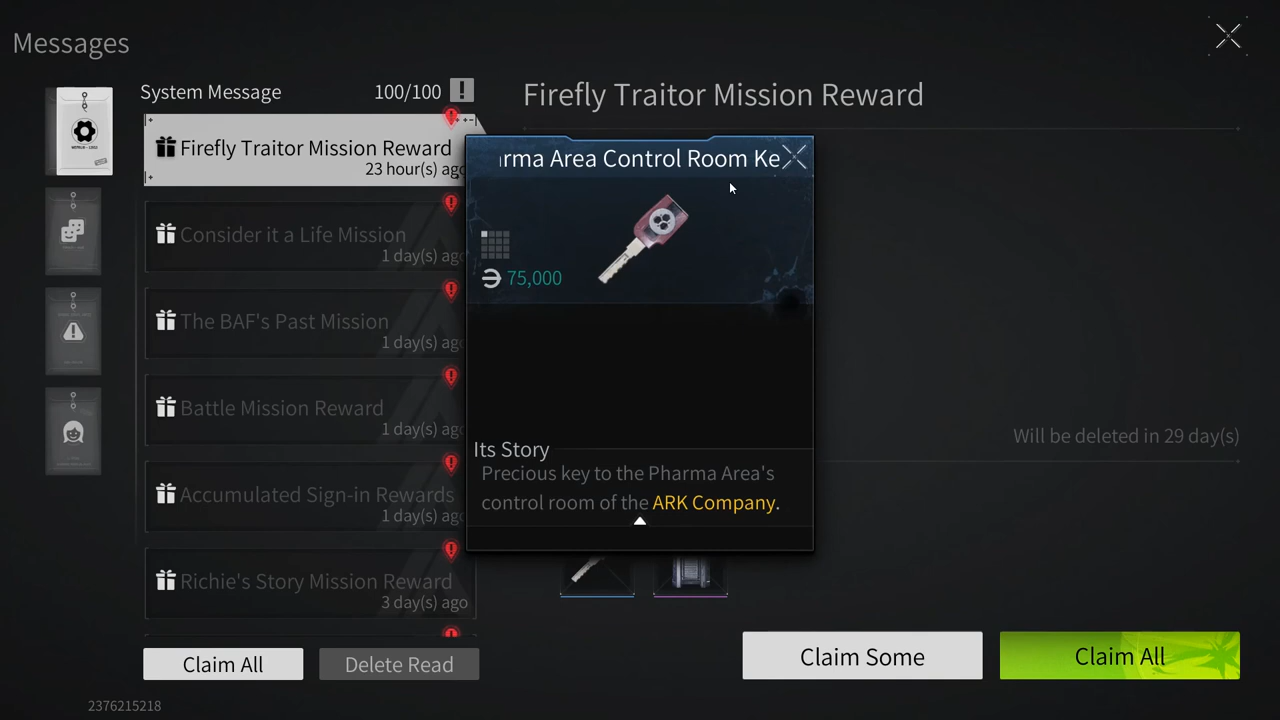 Messages
System Message 100/100
Firefly Traitor Mission Reward
23 hour(s) ago
Consider it a Life Mission
1 day(s) ago
The BAF's Past Mission
1 day(s) ago
Battle Mission Reward
1 day(s) ago
Accumulated Sign-in Rewards
1 day(s) ago
Richie's Story Mission Reward
3 day(s) ago
Claim All
Delete Read
2376215218
Firefly Traitor Mission Reward
rma Area Control Room Ke
75,000
Its Story
Precious key to the Pharma Area's
control room of the ARK Company.
Will be deleted in 29 day(s)
Claim Some
Claim All